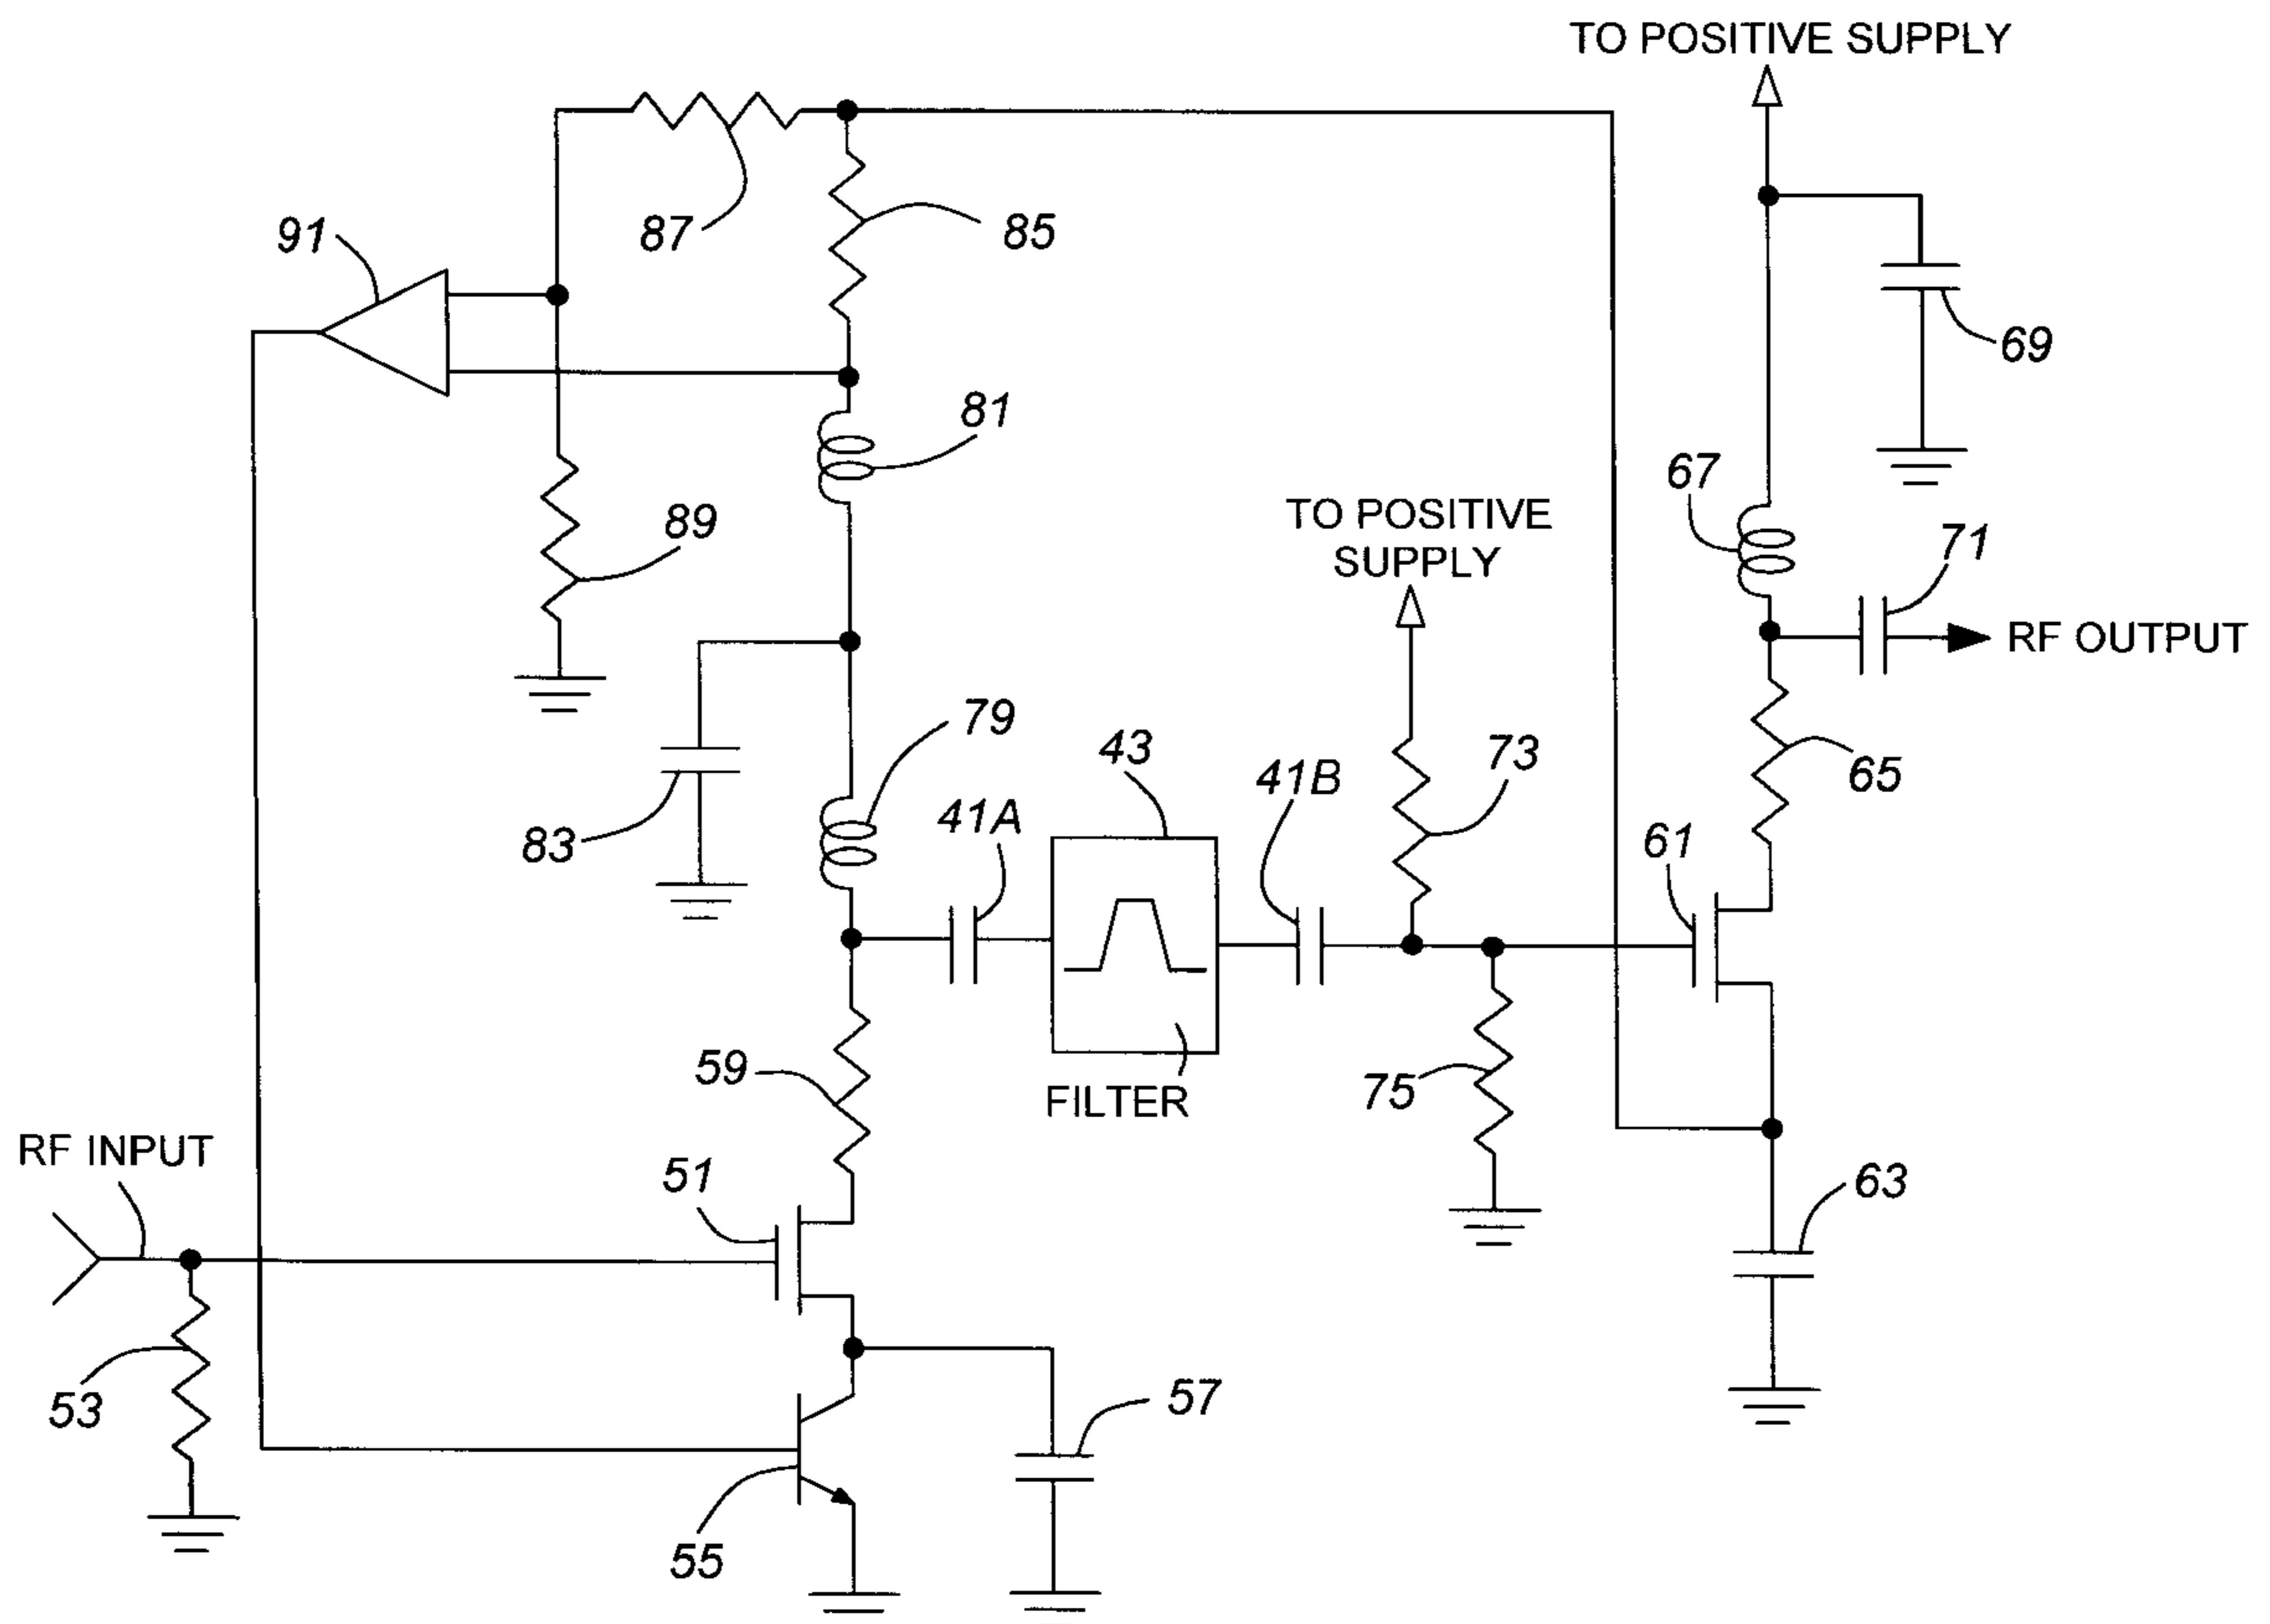 TO POSITIVE SUPPLY
87
85
91
69
81
67
89
TO POSITIVE
SUPPLY
71
RF OUTPUT
79
43
73
41B
65
41A
83
61
59
75
FILTER
RF INPUT
51
63
53
57
55